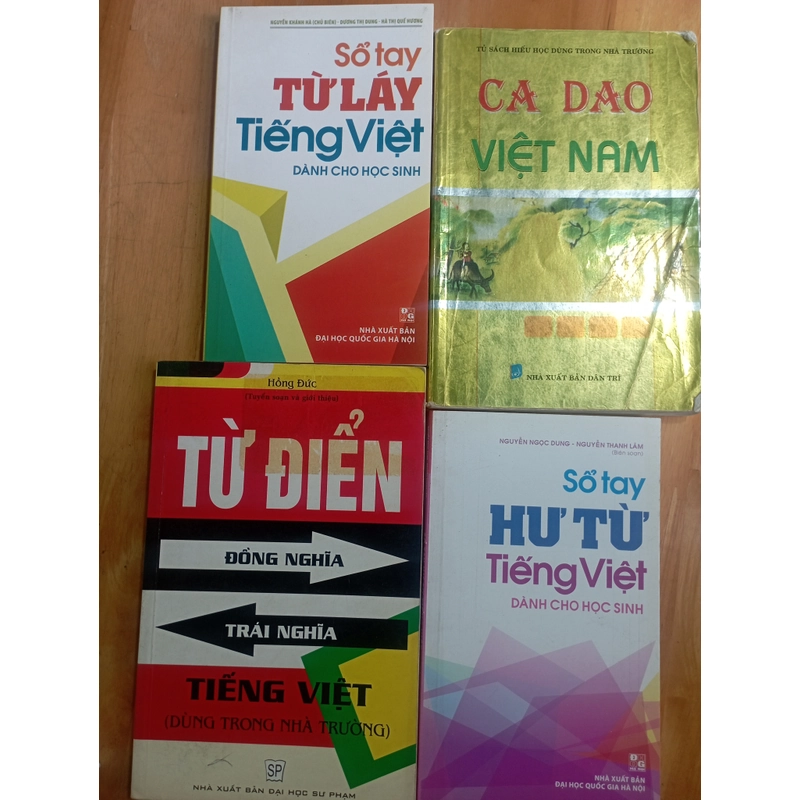 NGUYỄN KHÁNH HÀ (CHỦ BIÊN) - DƯƠNG THỊ DUNG - HÀ THỊ QUẾ HƯƠNG
Sổ tay
TỪ LÁY
Tiếng Việt
DÀNH CHO HỌC SINH
NHÀ XUẤT BẢN
ĐẠI HỌC QUỐC GIA HÀ NỘI
TỦ SÁCH HIẾU HỌC DÙNG TRONG NHÀ TRƯỜNG
CA DAO
VIỆT NAM
NHÀ XUẤT BẢN DÂN TRÍ
Hồng Đức
(Tuyển soạn và giới thiệu)
TỪ ĐIỂN
ĐỒNG NGHĨA
TRÁI NGHĨA
TIẾNG VIỆT
(DÙNG TRONG NHÀ TRƯỜNG)
SP
NHÀ XUẤT BẢN ĐẠI HỌC SƯ PHẠM
NGUYỄN NGỌC DUNG - NGUYỄN THANH LÂM
(Biên soạn)
Sổ tay
HƯ TỪ
Tiếng Việt
DÀNH CHO HỌC SINH
NHÀ XUẤT BẢN
ĐẠI HỌC QUỐC GIA HÀ NỘI